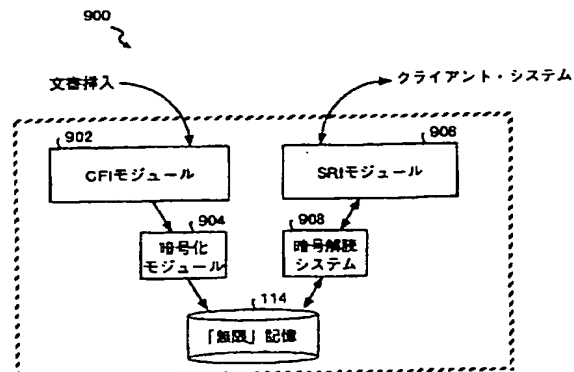 900
文書挿入
クライアント・システム
902
CFIモジュール
906
SRIモジュール
904
暗号化
モジュール
908
暗号解読
システム
114
「無限」記憶